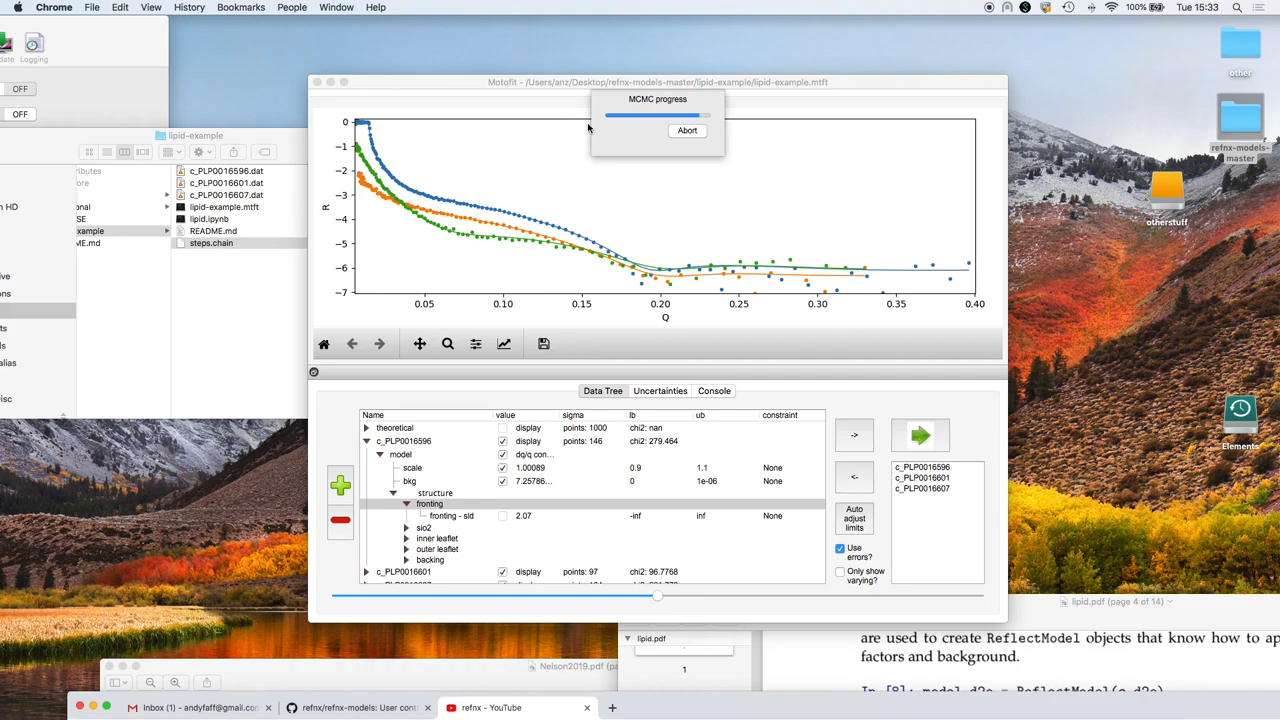 Chrome File Edit View History Bookmarks People Window Help
100% Tue 15:33
Logging
OFF
OFF
Motofit - /Users/anz/Desktop/refnx-models-master/lipid-example/lipid-example.mtft
MCMC progress
Abort
0
−1
−2
−3
−4
−5
−6
−7
R
0.05 0.10 0.15 0.20 0.25 0.30 0.35 0.40
Q
lipid-example
c_PLP0016596.dat
c_PLP0016601.dat
c_PLP0016607.dat
lipid-example.mtft
lipid.ipynb
README.md
steps.chain
Data Tree Uncertainties Console
Name value sigma lb ub constraint
theoretical display points: 1000 chi2: nan
c_PLP0016596 display points: 146 chi2: 279.464
model dq/q con...
scale 1.00089 0.9 1.1 None
bkg 7.25786... 0 1e-06 None
structure
fronting
fronting - sld 2.07 -inf inf None
sio2
inner leaflet
outer leaflet
backing
c_PLP0016601 display points: 97 chi2: 96.7768
->
<-
Auto
adjust
limits
Use
errors?
Only show
varying?
c_PLP0016596
c_PLP0016601
c_PLP0016607
other
refnx-models-
master
otherstuff
Elements
lipid.pdf (page 4 of 14)
lipid.pdf
1
are used to create ReflectModel objects that know how to ap
factors and background.
Nelson2019.pdf (pa
Inbox (1) - andyfaff@gmail.con
refnx/refnx-models: User cont
refnx - YouTube